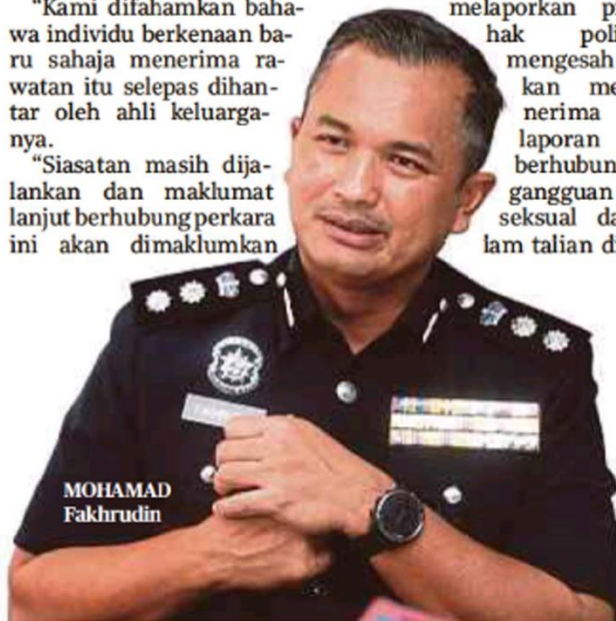 “Kami difahamkan baha-
wa individu berkenaan ba-
ru sahaja menerima ra-
watan itu selepas dihan-
tar oleh ahli keluarga-
nya.
“Siasatan masih dija-
lankan dan maklumat
lanjut berhubung perkara
ini akan dimaklumkan
melaporkan
hak
mengesah
kan
nerima
laporan
berhubun
gangguan
seksual da
lam talian
MOHAMAD
Fakhrudin